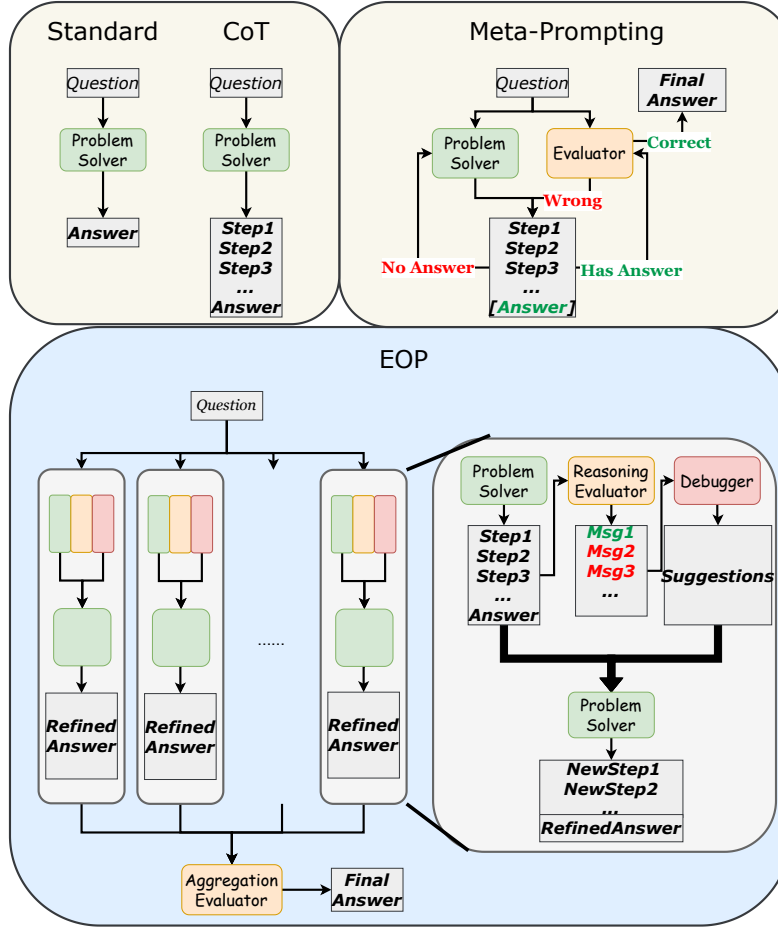 Standard
CoT
Question
Problem
Solver
Answer
Question
Problem
Solver
Step1
Step2
Step3
...
Answer
Meta-Prompting
Question
Final
Answer
Problem
Solver
Evaluator
Correct
Wrong
Step1
Step2
Step3
...
[Answer]
No Answer
Has Answer
EOP
Question
Refined
Answer
Refined
Answer
......
Refined
Answer
Aggregation
Evaluator
Final
Answer
Problem
Solver
Reasoning
Evaluator
Debugger
Step1
Step2
Step3
...
Answer
Msg1
Msg2
Msg3
...
Suggestions
Problem
Solver
NewStep1
NewStep2
...
RefinedAnswer